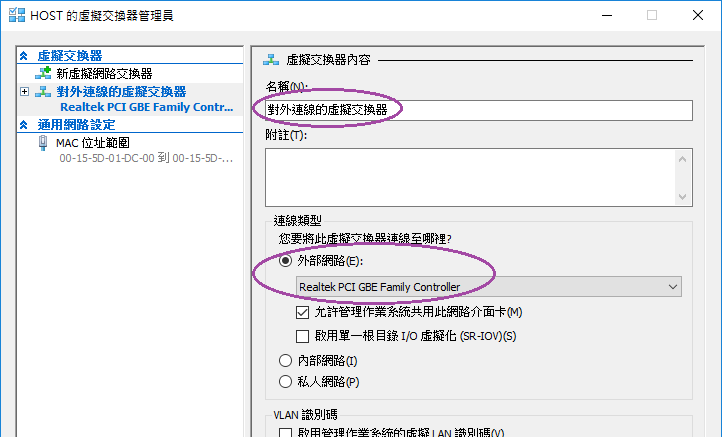 HOST 的虛擬交換器管理員
虛擬交換器
新虛擬網路交換器
對外連線的虛擬交換器
Realtek PCI GBE Family Contr...
通用網路設定
MAC 位址範圍
00-15-5D-01-DC-00 到 00-15-5D-...
虛擬交換器內容
名稱(N):
對外連線的虛擬交換器
附註(T):
連線類型
您要將此虛擬交換器連線至哪裡?
外部網路(E):
Realtek PCI GBE Family Controller
允許管理作業系統共用此網路介面卡(M)
啟用單一根目錄 I/O 虛擬化 (SR-IOV)(S)
內部網路(I)
私人網路(P)
VLAN 識別碼
啟用管理作業系統的虛擬 LAN 識別碼(V)